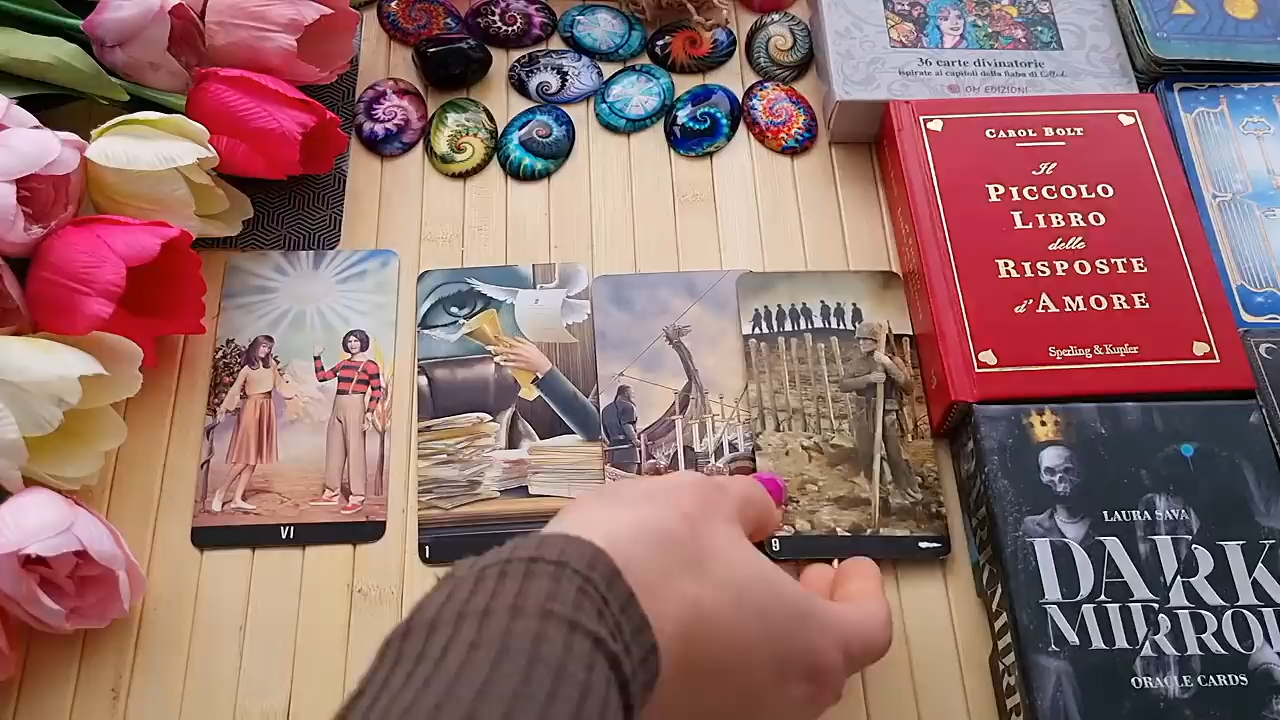 36 carte divinatorie
ispirate ai capitoli della fiaba di
OM EDIZIONI
CAROL BOLT
Il
PICCOLO
LIBRO
delle
RISPOSTE
d'AMORE
Sperling & Kupfer
LAURA SAVA
DARK
MIRROR
ORACLE CARDS
VI
1
9